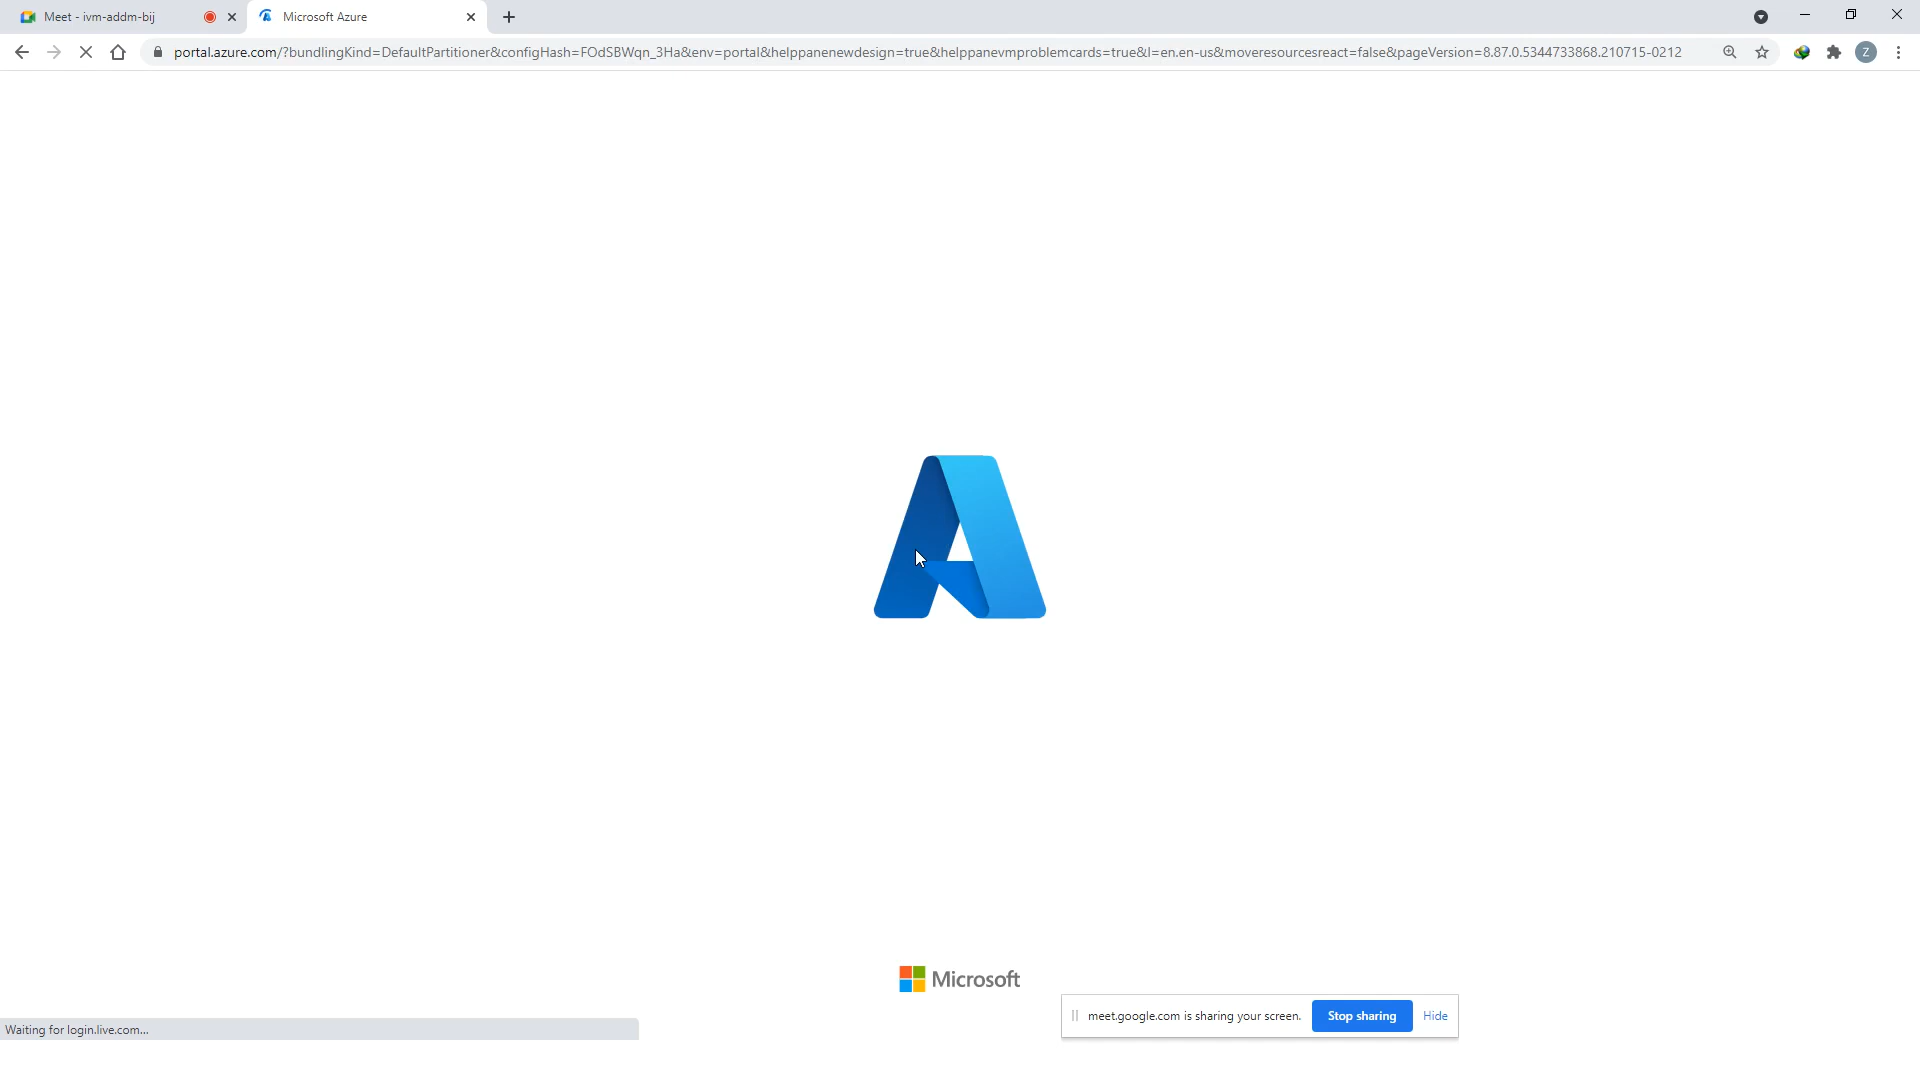 Meet - ivm-addm-bij
Microsoft Azure
portal.azure.com/?bundlingKind=DefaultPartitioner&configHash=FOdSBWqn_3Ha&env=portal&helppanenewdesign=true&helppanevmproblemcards=true&l=en.en-us&moveresourcesreact=false&pageVersion=8.87.0.5344733868.210715-0212
Z
Microsoft
meet.google.com is sharing your screen.
Stop sharing
Hide
Waiting for login.live.com...